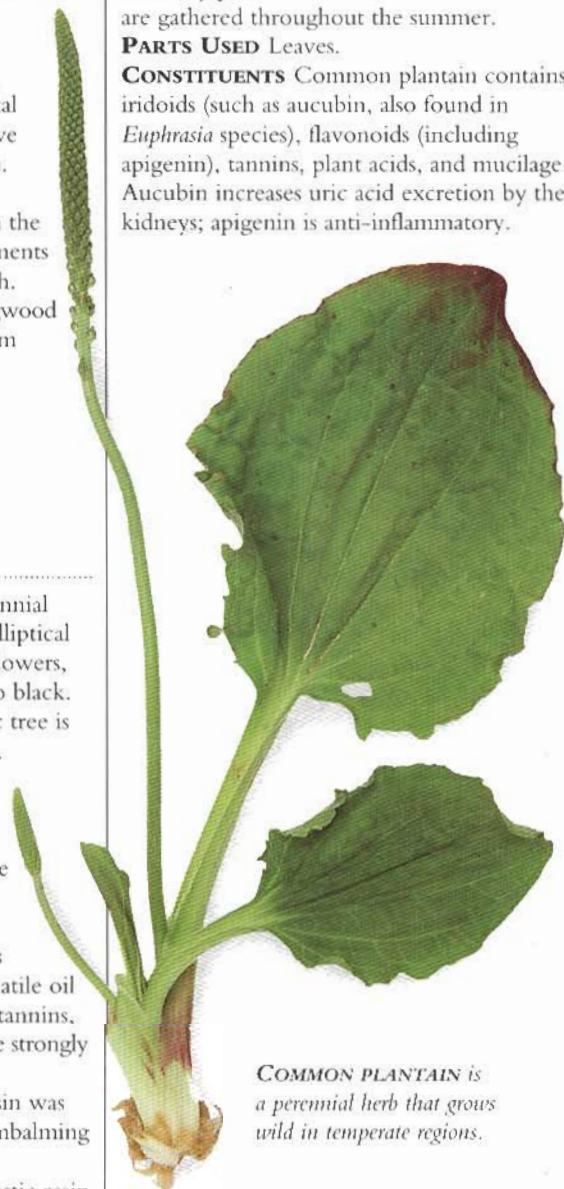 al
ve
the
nents
h.
wood
m
nnial
lliptical
owers,
o black.
tree is
e
s
atile oil
tannins,
e strongly
sin was
nbalming
are gathered throughout the summer.
PARTS USED Leaves.
CONSTITUENTS Common plantain contains
iridoids (such as aucubin, also found in
Euphrasia species), flavonoids (including
apigenin), tannins, plant acids, and mucilage
Aucubin increases uric acid excretion by the
kidneys; apigenin is anti-inflammatory.
COMMON PLANTAIN is
a perennial herb that grows
wild in temperate regions.